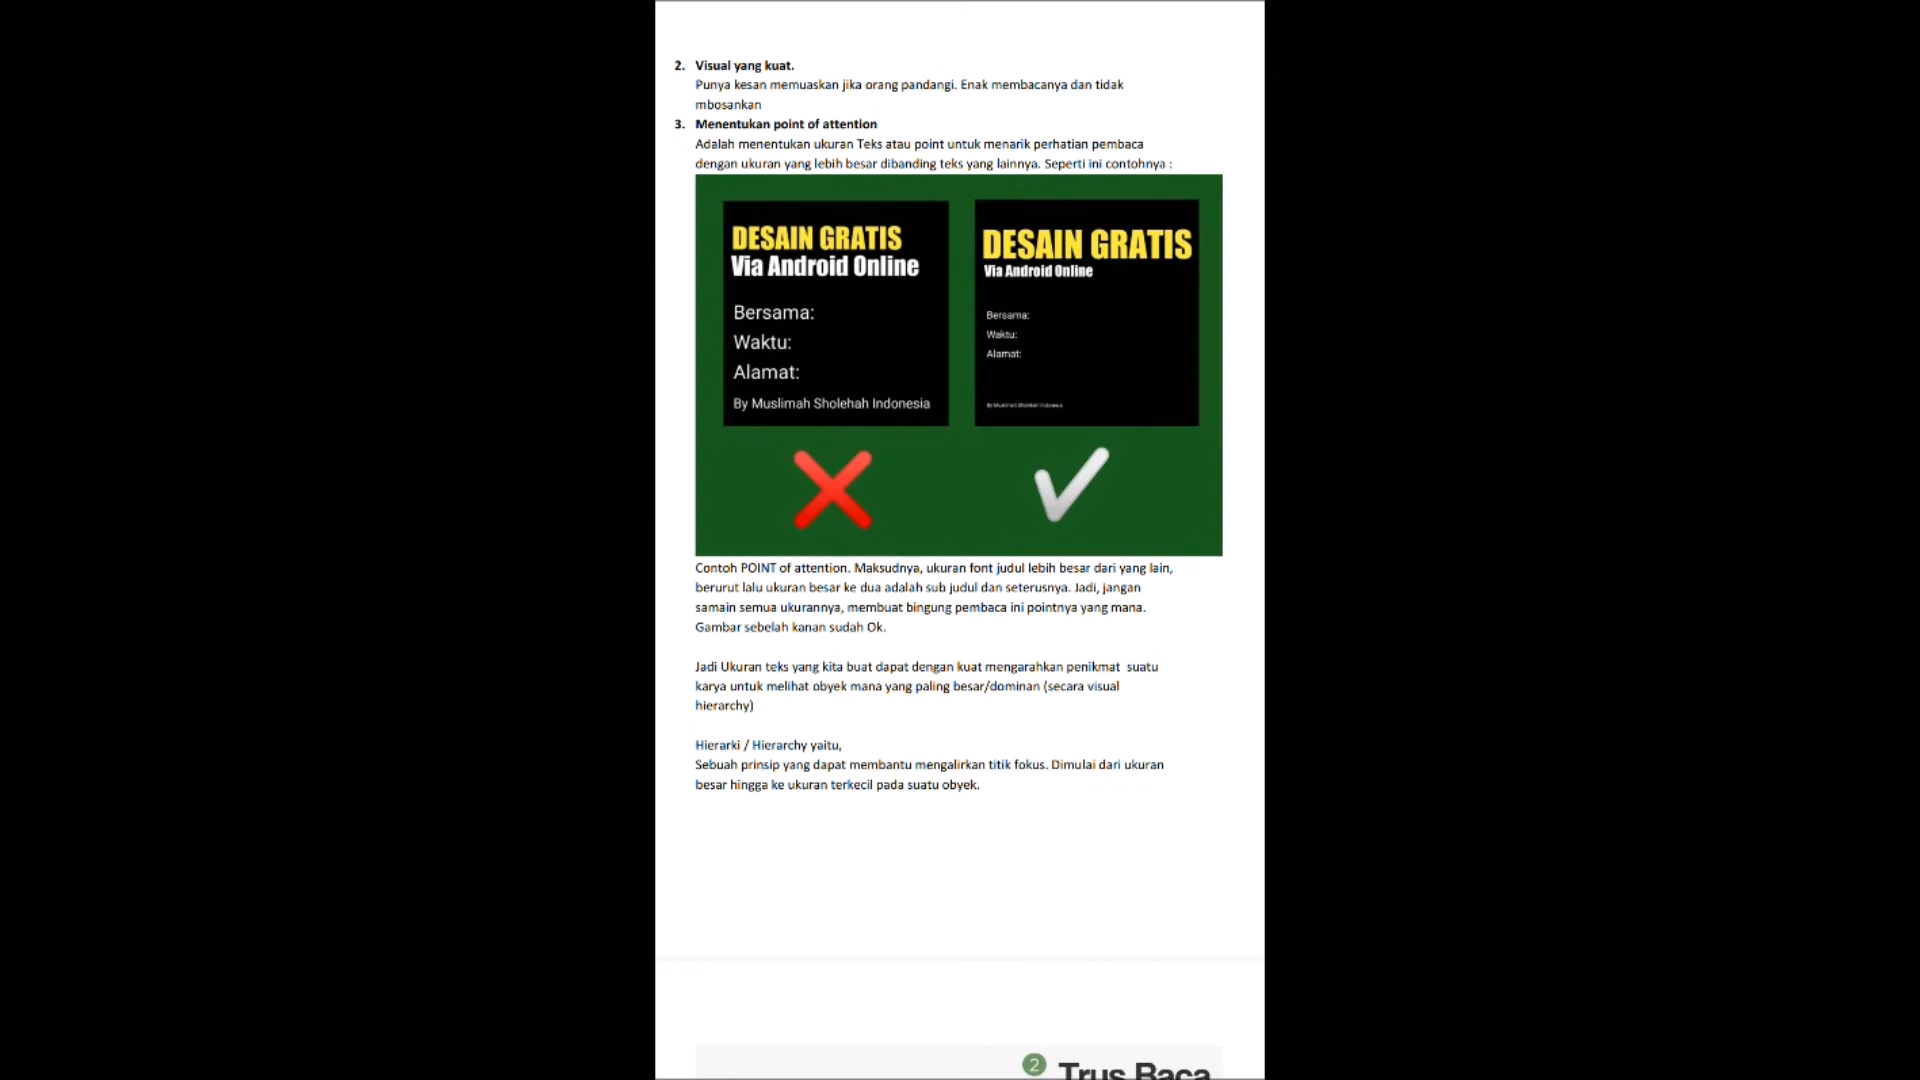 2. Visual yang kuat.
Punya kesan memuaskan jika orang pandangi. Enak membacanya dan tidak
mbosankan
3. Menentukan point of attention
Adalah menentukan ukuran Teks atau point untuk menarik perhatian pembaca
dengan ukuran yang lebih besar dibanding teks yang lainnya. Seperti ini contohnya :
DESAIN GRATIS
Via Android Online
Bersama:
Waktu:
Alamat:
By Muslimah Sholehah Indonesia
DESAIN GRATIS
Via Android Online
Bersama:
Waktu:
Alamat:
By Muslimah Sholehah Indonesia
Contoh POINT of attention. Maksudnya, ukuran font judul lebih besar dari yang lain,
berurut lalu ukuran besar ke dua adalah sub judul dan seterusnya. Jadi, jangan
samain semua ukurannya, membuat bingung pembaca ini pointnya yang mana.
Gambar sebelah kanan sudah Ok.
Jadi Ukuran teks yang kita buat dapat dengan kuat mengarahkan penikmat suatu
karya untuk melihat obyek mana yang paling besar/dominan (secara visual
hierarchy)
Hierarki / Hierarchy yaitu,
Sebuah prinsip yang dapat membantu mengalirkan titik fokus. Dimulai dari ukuran
besar hingga ke ukuran terkecil pada suatu obyek.
2 Trus Baca